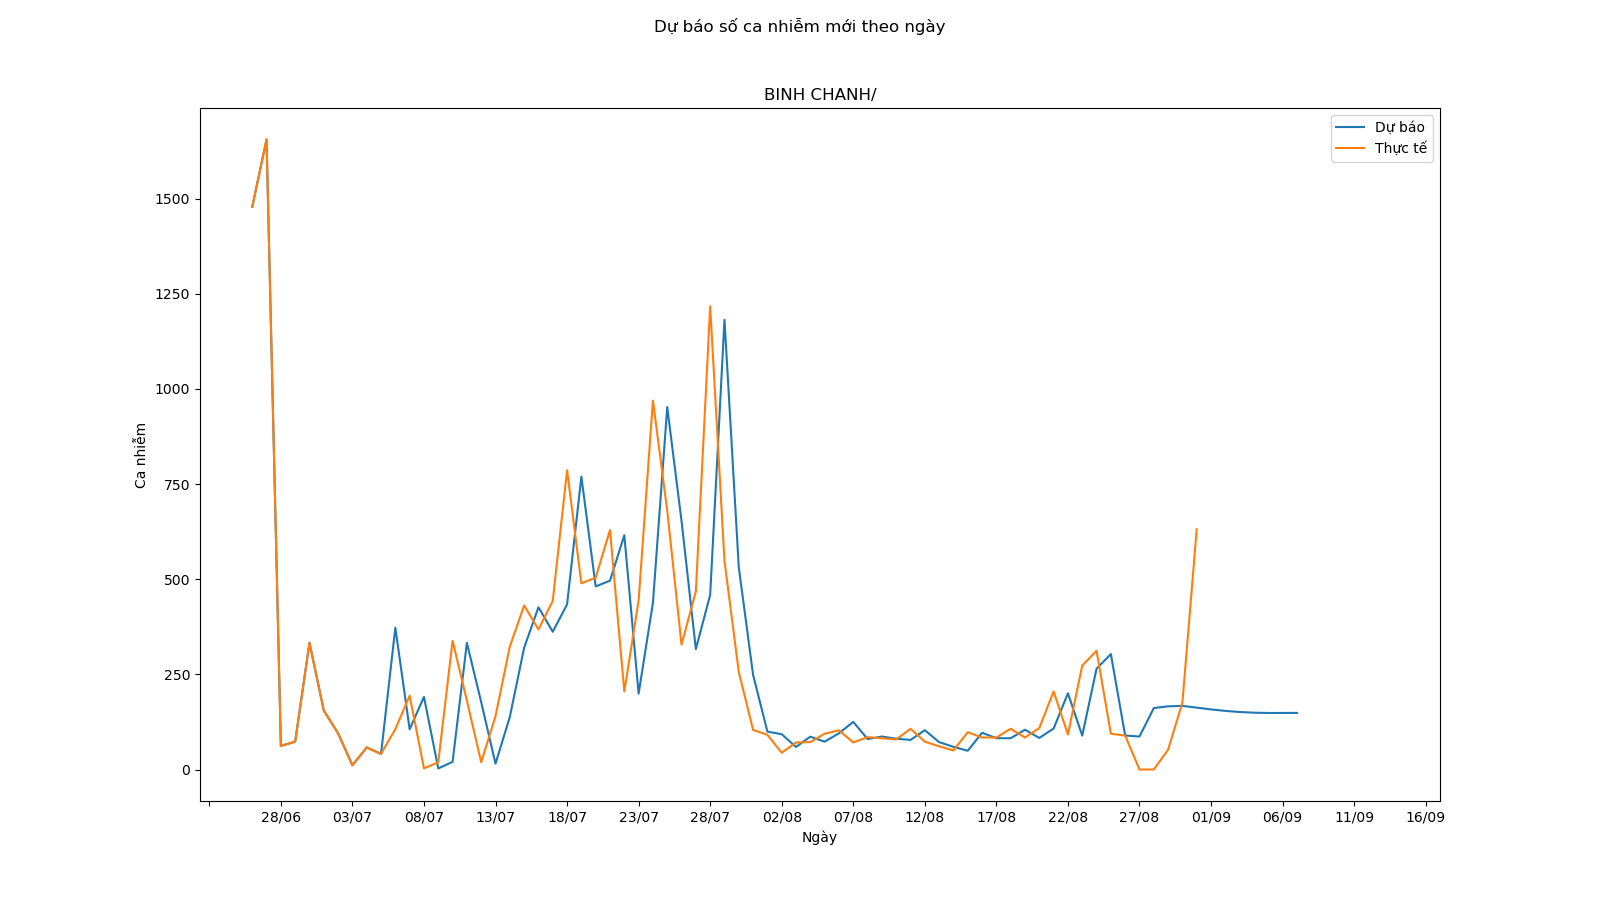 Dự báo số ca nhiễm mới theo ngày
BINH CHANH/
Dự báo
Thực tế
1500
1250
1000
750
500
250
0
Ca nhiễm
28/06 03/07 08/07 13/07 18/07 23/07 28/07 02/08 07/08 12/08 17/08 22/08 27/08 01/09 06/09 11/09 16/09
Ngày